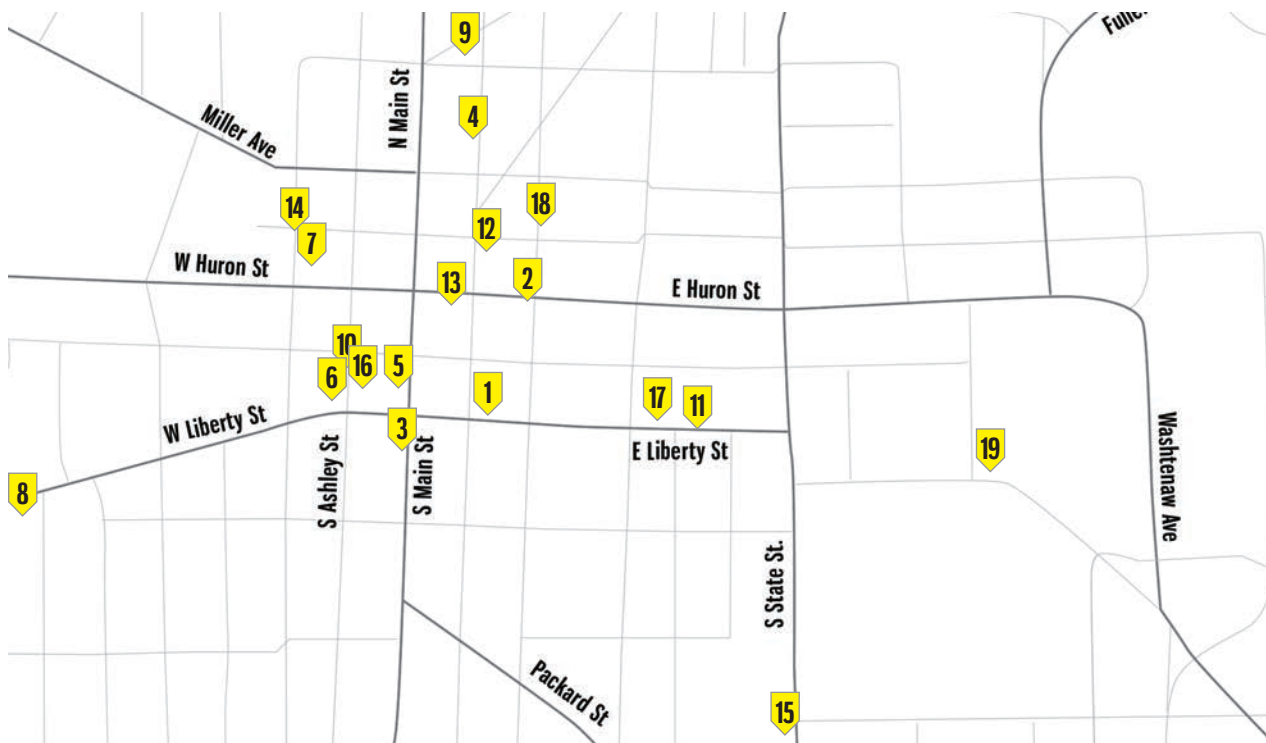 9
Fuller
4
N Main St
Miller Ave
14
18
12
7
W Huron St
13
2
E Huron St
10
16
5
6
1
17
11
W Liberty St
3
E Liberty St
19
8
S Ashley St
S Main St
Washtenaw Ave
S State St.
Packard St
15